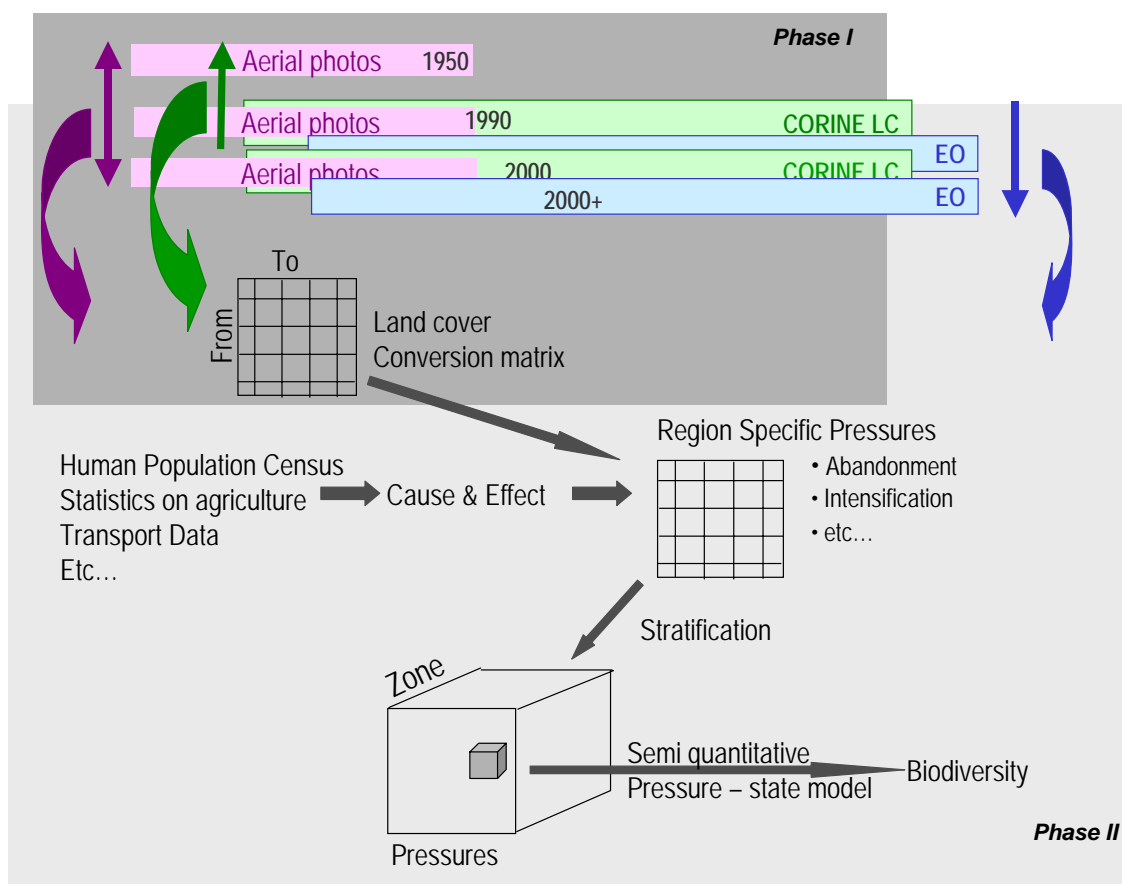 Phase I
Aerial photos 1950
Aerial photos 1990 CORINE LC
EO
Aerial photos 2000 CORINE LC
2000+ EO
To
From
Land cover
Conversion matrix
Region Specific Pressures
• Abandonment
• Intensification
• etc…
Human Population Census
Statistics on agriculture
Transport Data
Etc…
Cause & Effect
Stratification
Zone
Semi quantitative
Pressure – state model
Biodiversity
Pressures
Phase II